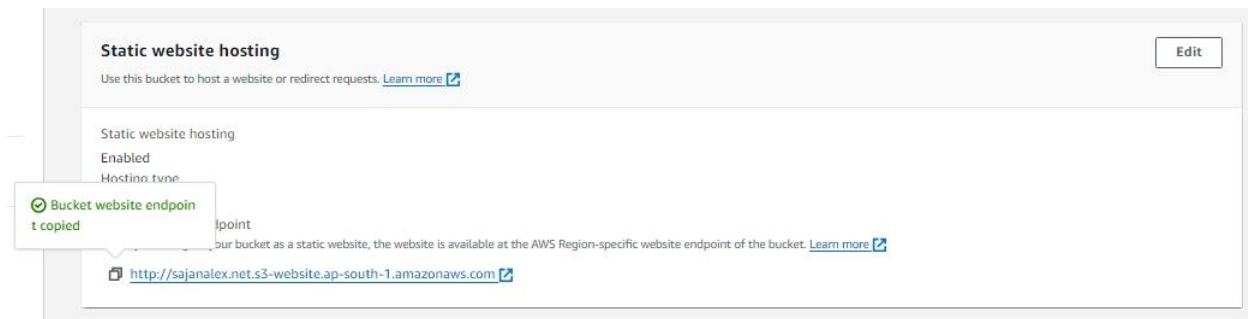 Static website hosting
Edit
Use this bucket to host a website or redirect requests. Learn more
Static website hosting
Enabled
Hosting type
Bucket website endpoin
t copied
your bucket as a static website, the website is available at the AWS Region-specific website endpoint of the bucket. Learn more
http://sajanalex.net.s3-website.ap-south-1.amazonaws.com